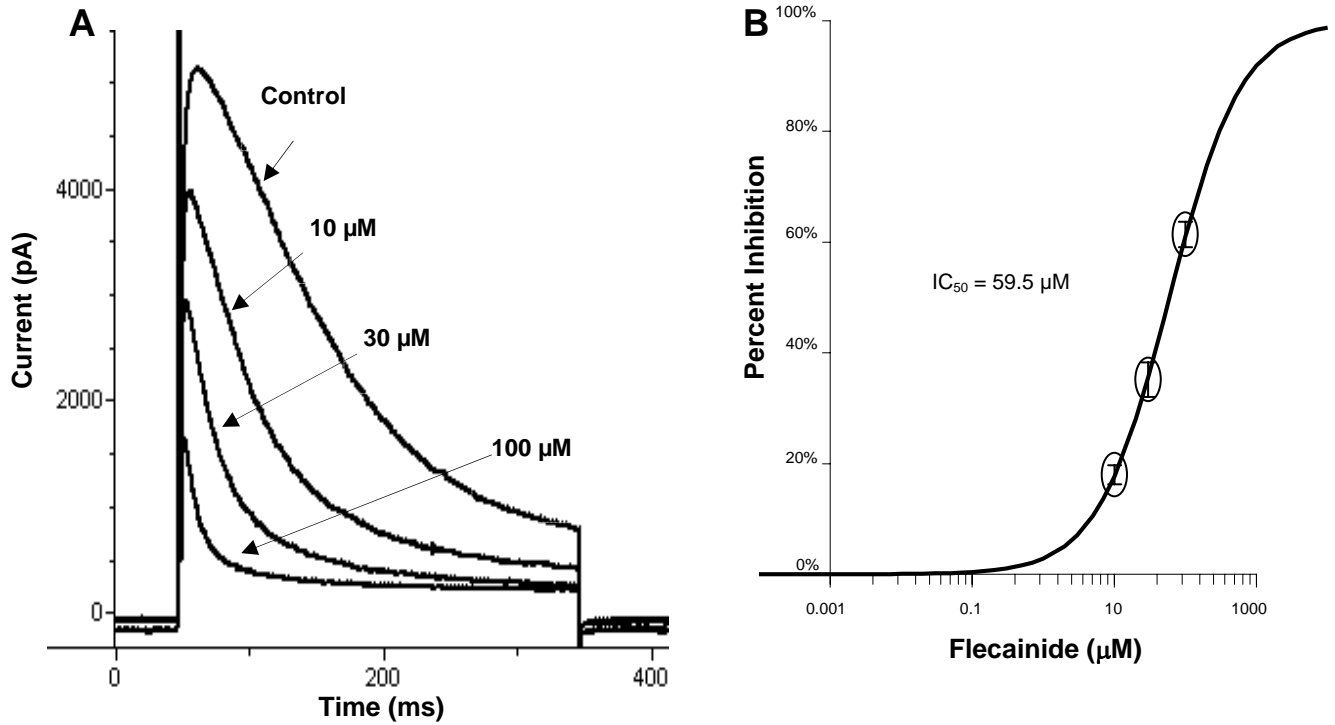 A
Control
10 µM
30 µM
100 µM
4000
2000
0
Current (pA)
0
200
400
Time (ms)
B
100%
80%
60%
40%
20%
0%
Percent Inhibition
IC50 = 59.5 µM
0.001
0.1
10
1000
Flecainide (µM)